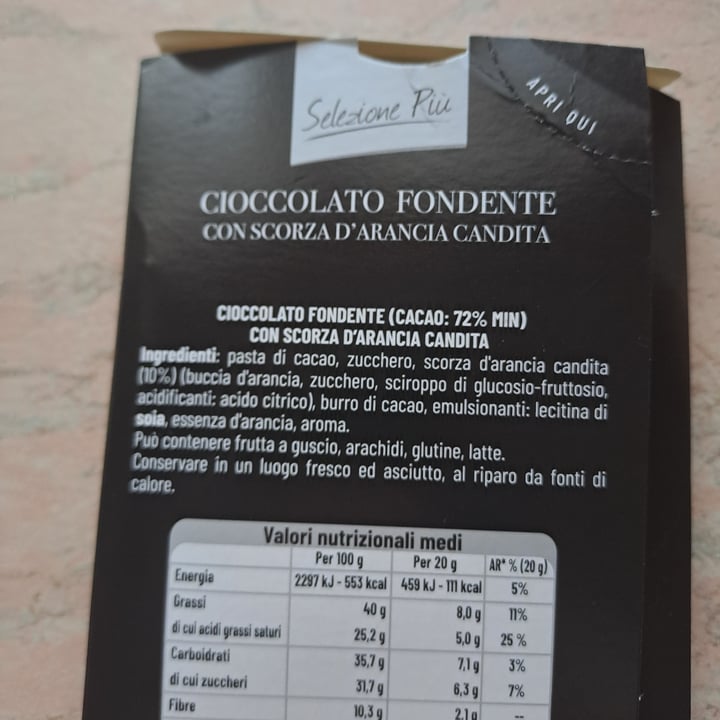 Selezione Più
APRI QUI
CIOCCOLATO FONDENTE
CON SCORZA D'ARANCIA CANDITA
CIOCCOLATO FONDENTE (CACAO: 72% MIN)
CON SCORZA D'ARANCIA CANDITA
Ingredienti: pasta di cacao, zucchero, scorza d'arancia candita
(10%) (buccia d'arancia, zucchero, sciroppo di glucosio-fruttosio,
acidificanti: acido citrico), burro di cacao, emulsionanti: lecitina di
soia, essenza d'arancia, aroma.
Può contenere frutta a guscio, arachidi, glutine, latte.
Conservare in un luogo fresco ed asciutto, al riparo da fonti di
calore.
Valori nutrizionali medi
Per 100 g Per 20 g AR* % (20 g)
Energia 2297 kJ - 553 kcal 459 kJ - 111 kcal 5%
Grassi 40 g 8,0 g 11%
di cui acidi grassi saturi 25,2 g 5,0 g 25 %
Carboidrati 35,7 g 7,1 g 3%
di cui zuccheri 31,7 g 6,3 g 7%
Fibre 10,3 g 2,1 g --